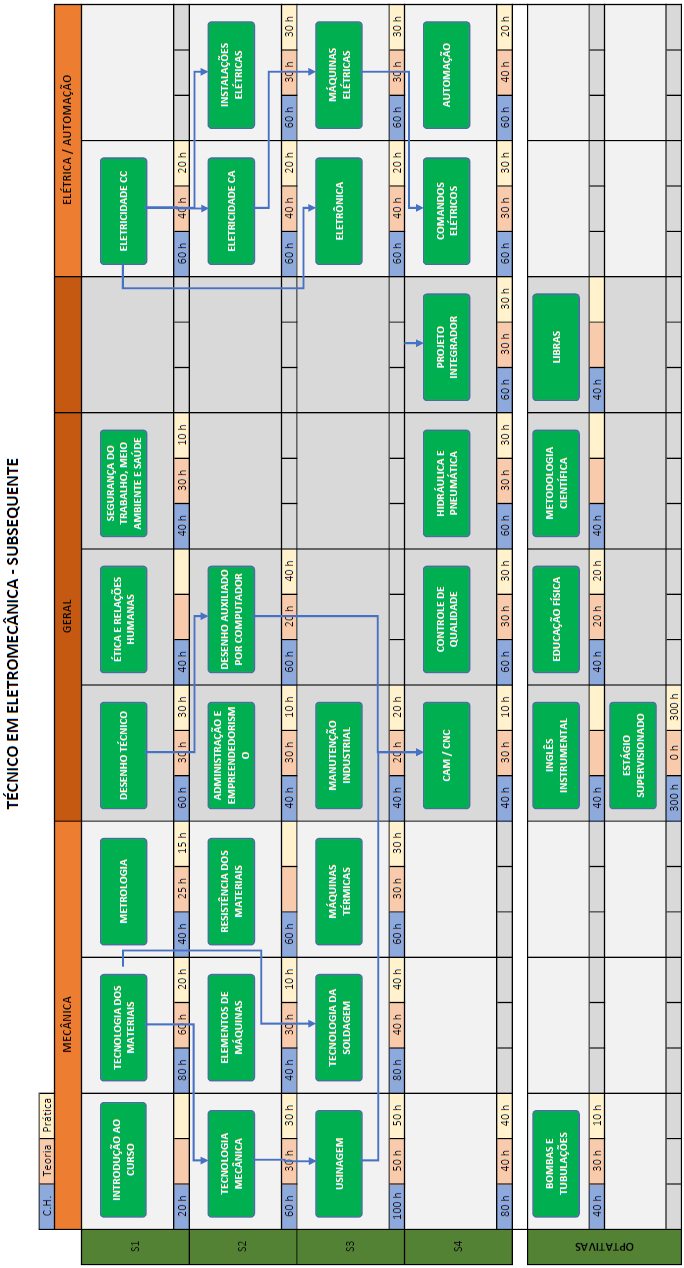 TÉCNICO EM ELETROMECÂNICA - SUBSEQUENTE
C.H. Teoria Prática
MECÂNICA GERAL ELÉTRICA / AUTOMAÇÃO
S1
INTRODUÇÃO AO
CURSO
TECNOLOGIA DOS
MATERIAIS
METROLOGIA
DESENHO TÉCNICO
ÉTICA E RELAÇÕES
HUMANAS
SEGURANÇA DO
TRABALHO, MEIO
AMBIENTE E SAÚDE
ELETRICIDADE CC
20 h 80 h 60 h 20 h 40 h 25 h 15 h 60 h 30 h 30 h 40 h 40 h 30 h 10 h 60 h 40 h 20 h
S2
TECNOLOGIA
MECÂNICA
ELEMENTOS DE
MÁQUINAS
RESISTÊNCIA DOS
MATERIAIS
ADMINISTRAÇÃO E
EMPREENDEDORISM
O
DESENHO AUXILIADO
POR COMPUTADOR
ELETRICIDADE CA
INSTALAÇÕES
ELÉTRICAS
60 h 30 h 30 h 40 h 30 h 10 h 60 h 40 h 30 h 10 h 60 h 20 h 40 h 60 h 40 h 20 h 60 h 30 h 30 h
S3
USINAGEM
TECNOLOGIA DA
SOLDAGEM
MÁQUINAS
TÉRMICAS
MANUTENÇÃO
INDUSTRIAL
ELETRÔNICA
MÁQUINAS
ELÉTRICAS
100 h 50 h 50 h 80 h 40 h 40 h 60 h 30 h 30 h 40 h 20 h 20 h 60 h 40 h 20 h 60 h 30 h 30 h
S4
CAM / CNC
CONTROLE DE
QUALIDADE
HIDRÁULICA E
PNEUMÁTICA
PROJETO
INTEGRADOR
COMANDOS
ELÉTRICOS
AUTOMAÇÃO
80 h 40 h 40 h 40 h 30 h 10 h 60 h 30 h 30 h 60 h 30 h 30 h 60 h 30 h 30 h 60 h 30 h 30 h 60 h 40 h 20 h
OPTATIVAS
BOMBAS E
TUBULAÇÕES
INGLÊS
INSTRUMENTAL
EDUCAÇÃO FÍSICA
METODOLOGIA
CIENTÍFICA
LIBRAS
40 h 30 h 10 h 40 h 40 h 20 h 20 h 40 h 40 h
ESTÁGIO
SUPERVISIONADO
300 h 0 h 300 h